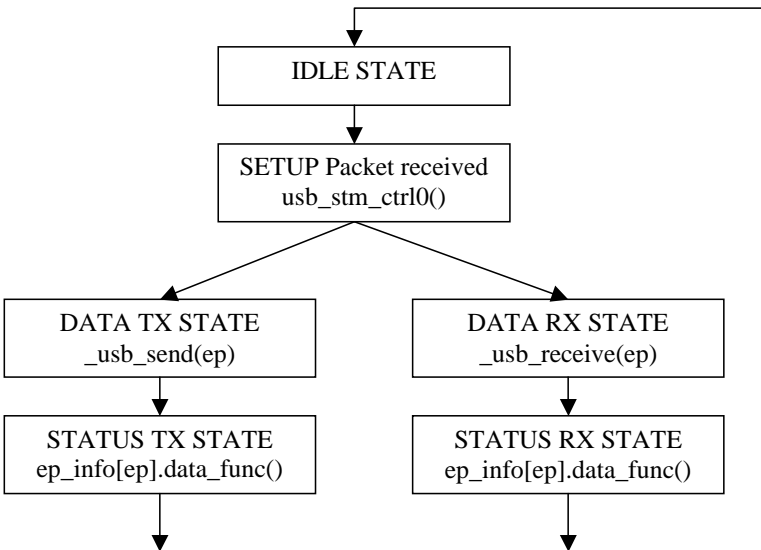 IDLE STATE
SETUP Packet received
usb_stm_ctrl0()
DATA TX STATE
_usb_send(ep)
DATA RX STATE
_usb_receive(ep)
STATUS TX STATE
ep_info[ep].data_func()
STATUS RX STATE
ep_info[ep].data_func()